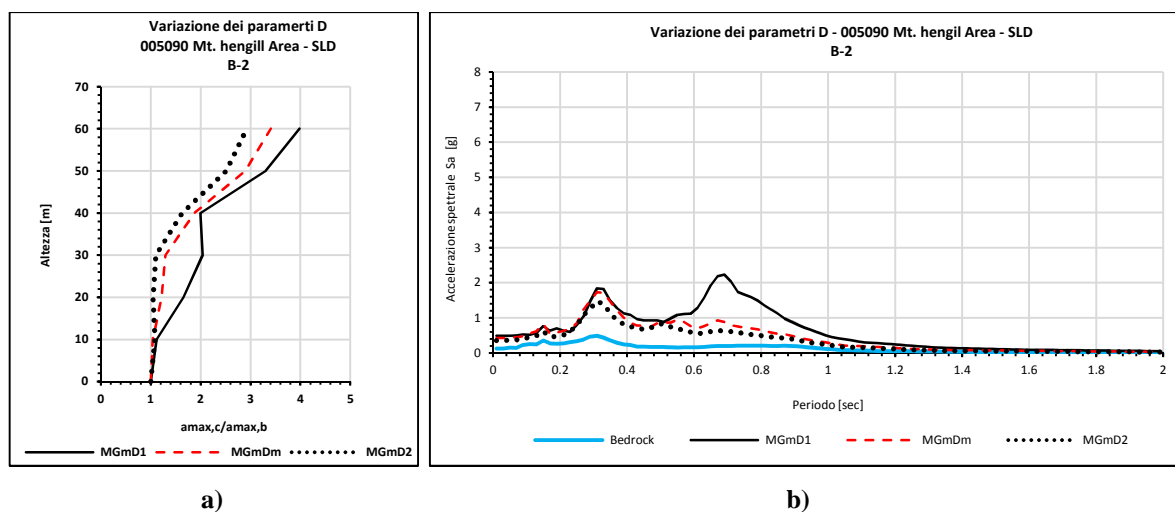 Variazione dei paramerti D
005090 Mt. hengill Area - SLD
B-2
Altezza [m]
70
60
50
40
30
20
10
0
0 1 2 3 4 5
amax,c/amax,b
MGmD1 MGmDm MGmD2
a)
Variazione dei parametri D - 005090 Mt. hengill Area - SLD
B-2
Accelerazione spettrale Sa [g]
8
7
6
5
4
3
2
1
0
0 0.2 0.4 0.6 0.8 1 1.2 1.4 1.6 1.8 2
Periodo [sec]
Bedrock MGmD1 MGmDm MGmD2
b)